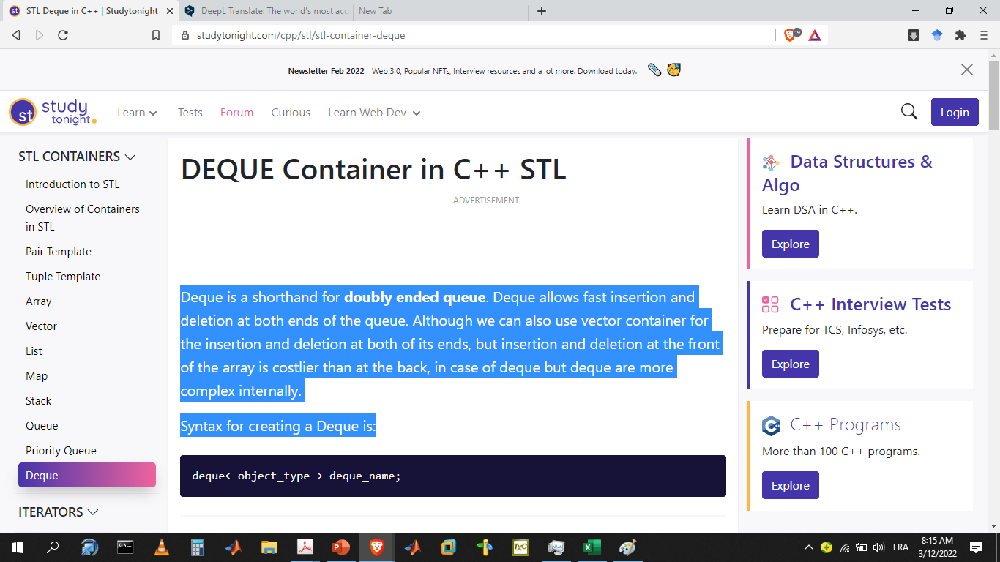 STL Deque in C++ | Studytonight
DeepL Translate: The world's most acc
New Tab
studytonight.com/cpp/stl/stl-container-deque
19
Newsletter Feb 2022 - Web 3.0, Popular NFTs, Interview resources and a lot more. Download today.
st
study
tonight
Learn
Tests
Forum
Curious
Learn Web Dev
Login
STL CONTAINERS
Introduction to STL
Overview of Containers
in STL
Pair Template
Tuple Template
Array
Vector
List
Map
Stack
Queue
Priority Queue
Deque
ITERATORS
DEQUE Container in C++ STL
ADVERTISEMENT
Deque is a shorthand for doubly ended queue. Deque allows fast insertion and
deletion at both ends of the queue. Although we can also use vector container for
the insertion and deletion at both of its ends, but insertion and deletion at the front
of the array is costlier than at the back, in case of deque but deque are more
complex internally.
Syntax for creating a Deque is:
deque< object_type > deque_name;
Data Structures &
Algo
Learn DSA in C++.
Explore
C++ Interview Tests
Prepare for TCS, Infosys, etc.
Explore
C++ Programs
More than 100 C++ programs.
Explore
TXC
FRA
8:15 AM
3/12/2022